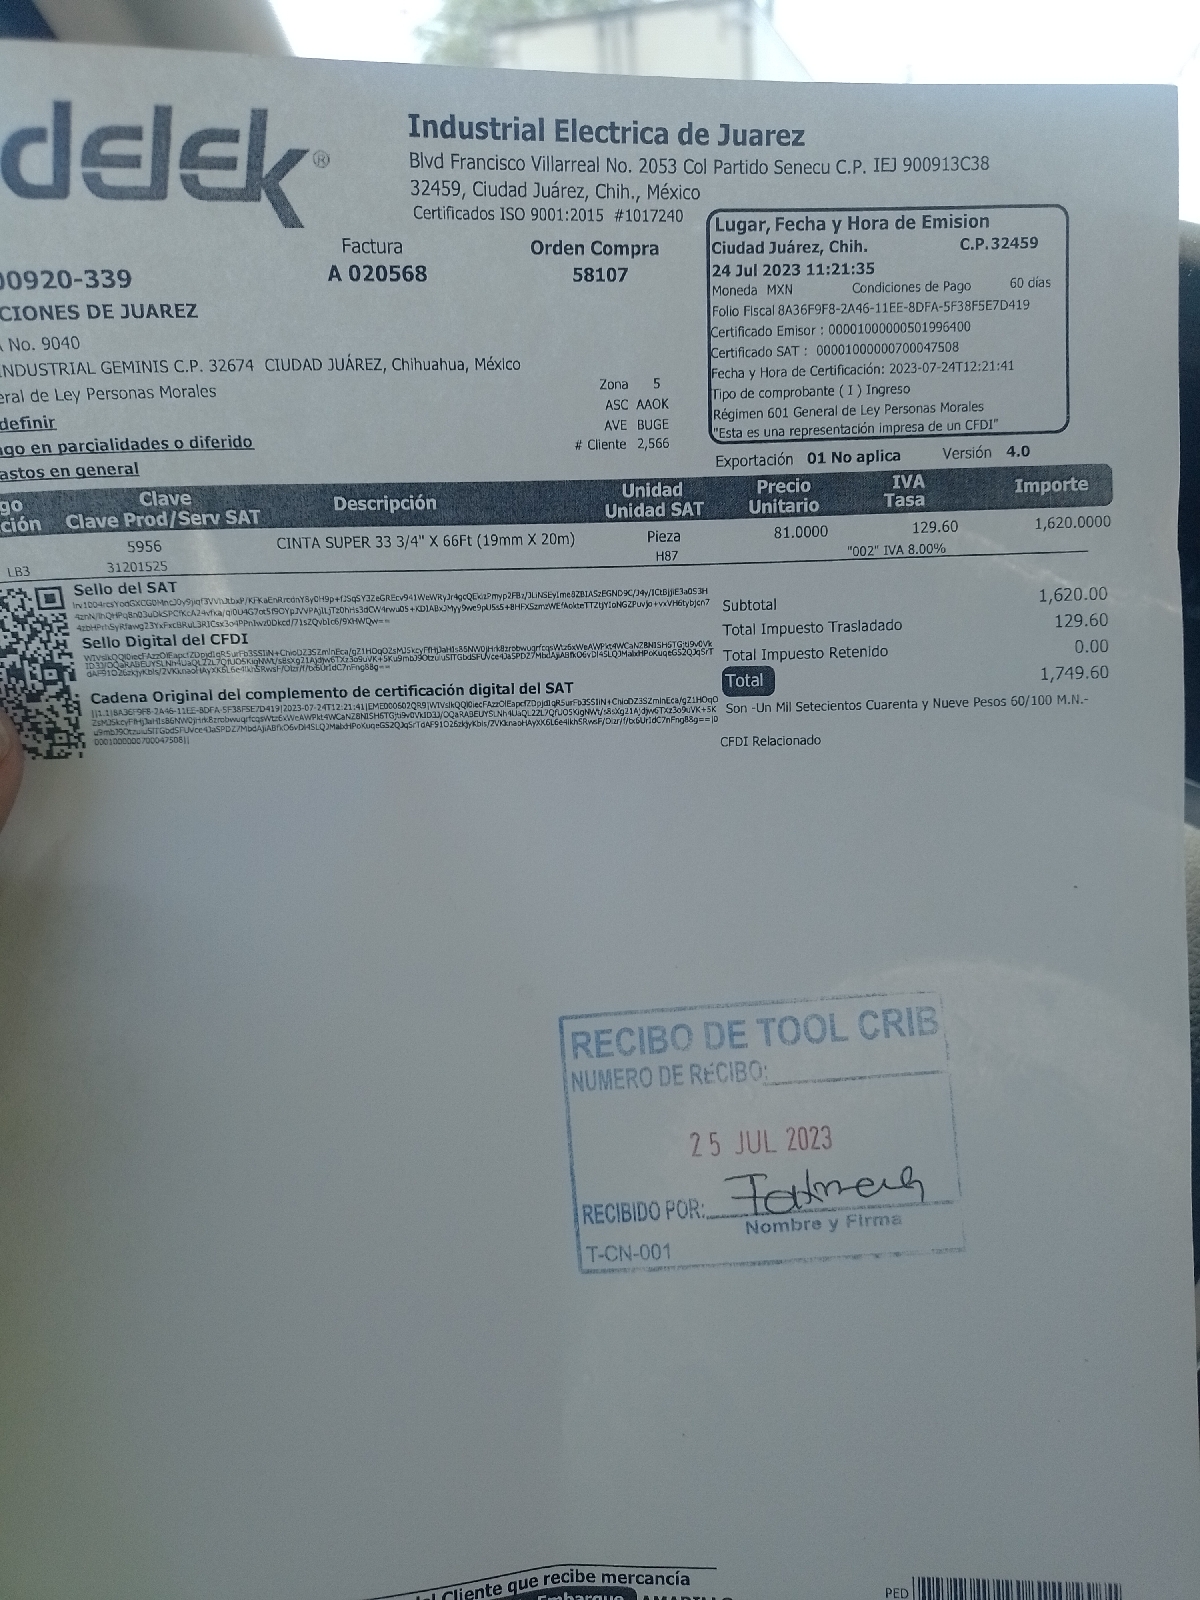 delek®
Industrial Electrica de Juarez
Blvd Francisco Villarreal No. 2053 Col Partido Senecu C.P. IEJ 900913C38
32459, Ciudad Juárez, Chih., México
Certificados ISO 9001:2015 #1017240
Factura
A 020568
Orden Compra
58107
Lugar, Fecha y Hora de Emision
Ciudad Juárez, Chih. C.P.32459
24 Jul 2023 11:21:35
Moneda MXN Condiciones de Pago 60 dias
Folio Fiscal 8A36F9F8-2A46-11EE-8DFA-5F38F5E7D419
Certificado Emisor : 00001000000501996400
Certificado SAT : 00001000000700047508
Fecha y Hora de Certificación: 2023-07-24T12:21:41
Tipo de comprobante ( I ) Ingreso
Régimen 601 General de Ley Personas Morales
"Esta es una representación impresa de un CFDI"
Exportación 01 No aplica Versión 4.0
00920-339
CIONES DE JUAREZ
No. 9040
INDUSTRIAL GEMINIS C.P. 32674 CIUDAD JUÁREZ, Chihuahua, México
eral de Ley Personas Morales
definir
ago en parcialidades o diferido
astos en general
Zona 5
ASC AAOK
AVE BUGE
# Cliente 2,566
go Clave Descripción Unidad Precio IVA Importe
ción Clave Prod/Serv SAT Unidad SAT Unitario Tasa
5956 CINTA SUPER 33 3/4" X 66Ft (19mm X 20m) Pieza 81.0000 129.60 1,620.0000
LB3 31201525 H87 "002" IVA 8.00%
Sello del SAT
Sello Digital del CFDI
Cadena Original del complemento de certificación digital del SAT
Subtotal 1,620.00
Total Impuesto Trasladado 129.60
Total Impuesto Retenido 0.00
Total 1,749.60
Son -Un Mil Setecientos Cuarenta y Nueve Pesos 60/100 M.N.-
CFDI Relacionado
RECIBO DE TOOL CRIB
NUMERO DE RECIBO:
25 JUL 2023
RECIBIDO POR:
Nombre y Firma
T-CN-001
Cliente que recibe mercancía
Embarque
PED